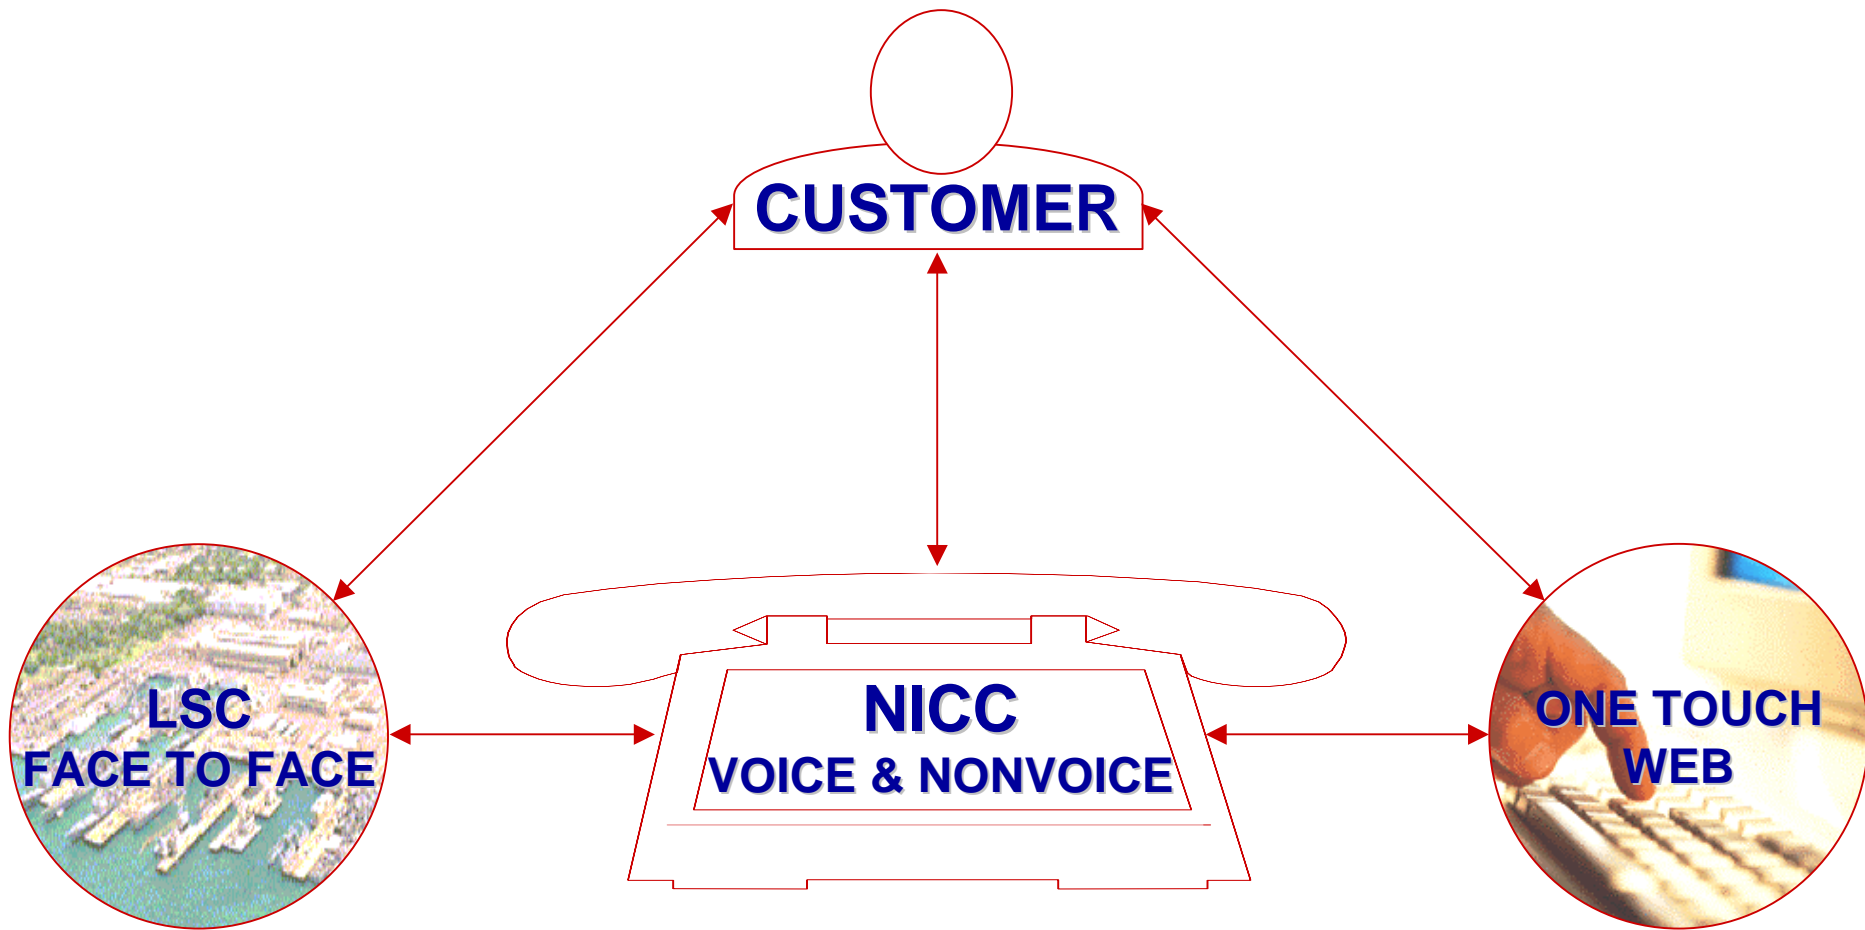 CUSTOMER
LSC
FACE TO FACE
NICC
VOICE & NONVOICE
ONE TOUCH
WEB